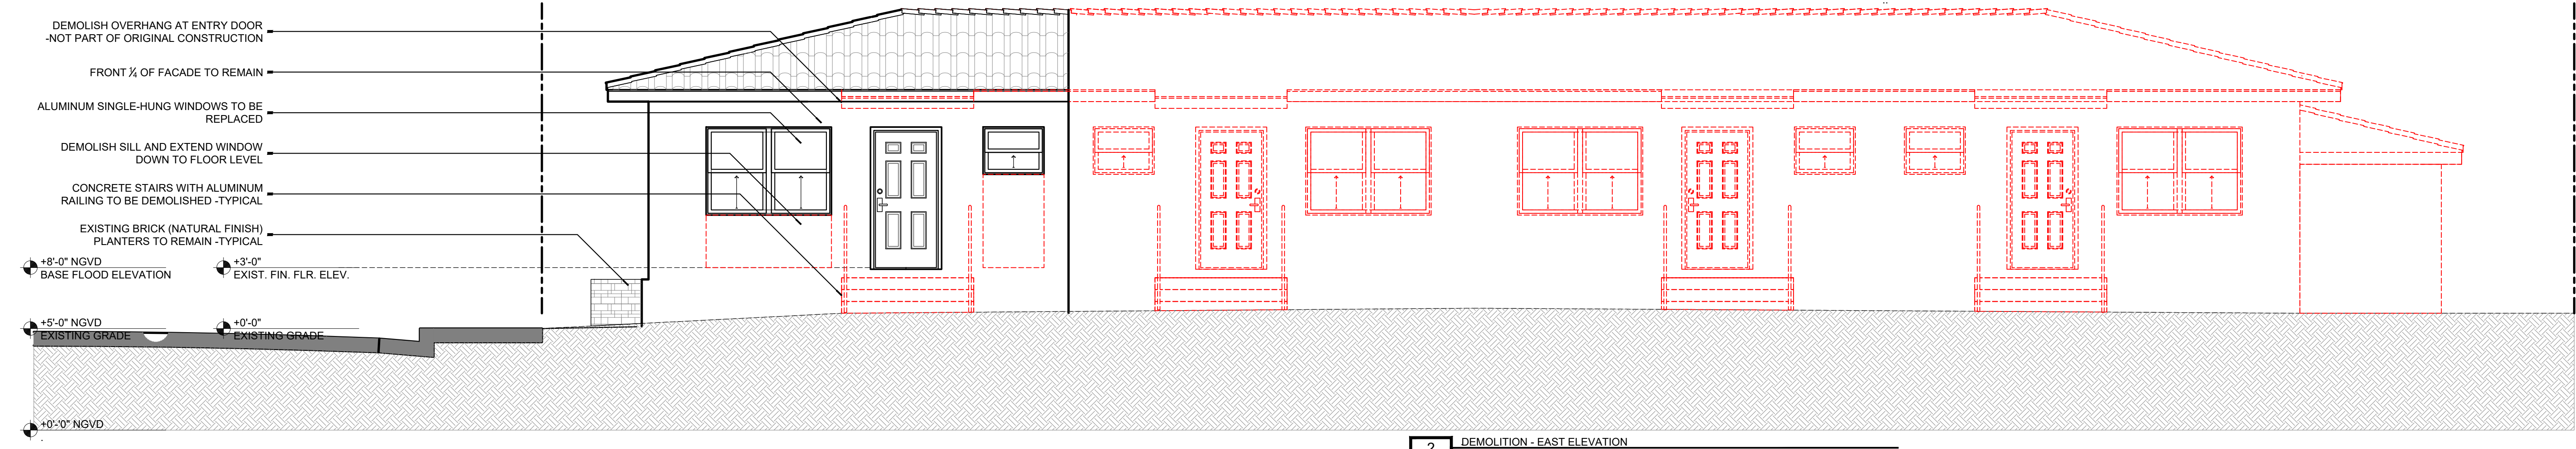 DEMOLISH OVERHANG AT ENTRY DOOR
-NOT PART OF ORIGINAL CONSTRUCTION
FRONT ¼ OF FACADE TO REMAIN
ALUMINUM SINGLE-HUNG WINDOWS TO BE
REPLACED
DEMOLISH SILL AND EXTEND WINDOW
DOWN TO FLOOR LEVEL
CONCRETE STAIRS WITH ALUMINUM
RAILING TO BE DEMOLISHED -TYPICAL
EXISTING BRICK (NATURAL FINISH)
PLANTERS TO REMAIN -TYPICAL
+8'-0" NGVD
BASE FLOOD ELEVATION
+3'-0"
EXIST. FIN. FLR. ELEV.
+5'-0" NGVD
EXISTING GRADE
+0'-0"
EXISTING GRADE
+0'-'0" NGVD
2
DEMOLITION - EAST ELEVATION